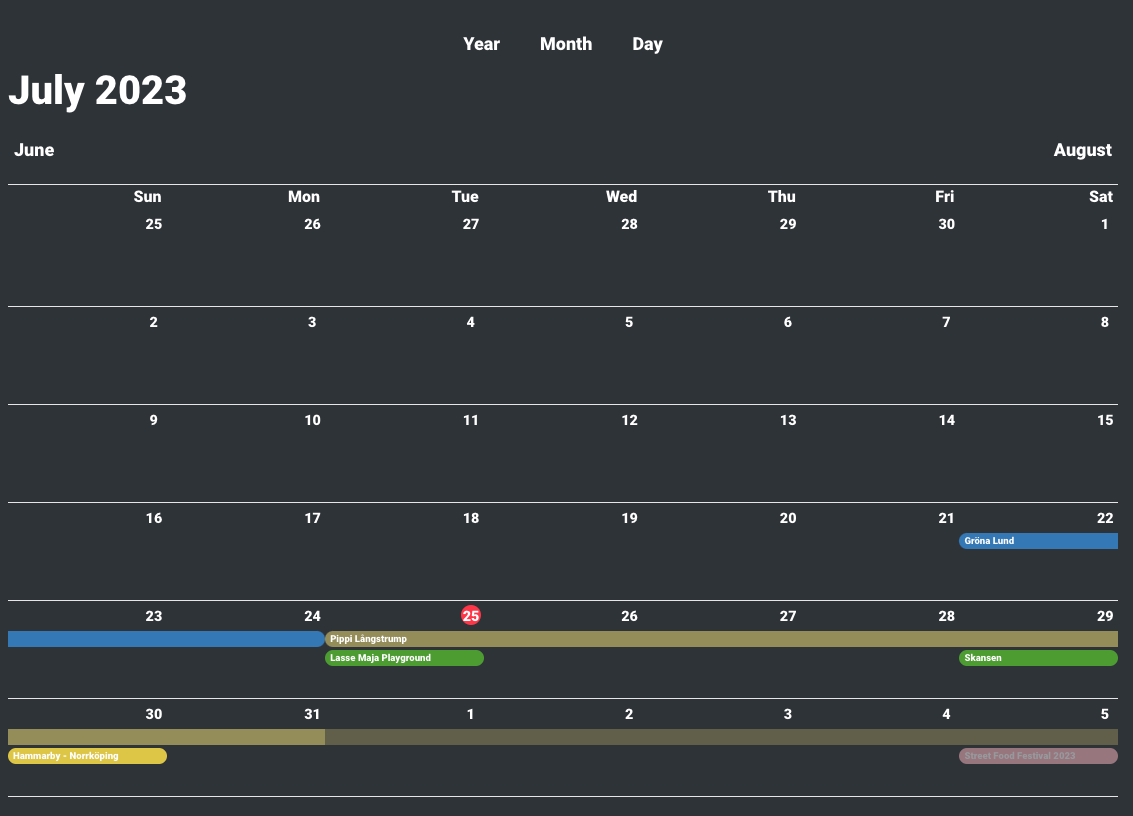 Year Month Day
July 2023
June August
Sun Mon Tue Wed Thu Fri Sat
25 26 27 28 29 30 1
2 3 4 5 6 7 8
9 10 11 12 13 14 15
16 17 18 19 20 21 22
Gröna Lund
23 24 25 26 27 28 29
Pippi Långstrump
Lasse Maja Playground Skansen
30 31 1 2 3 4 5
Hammarby - Norrköping Street Food Festival 2023